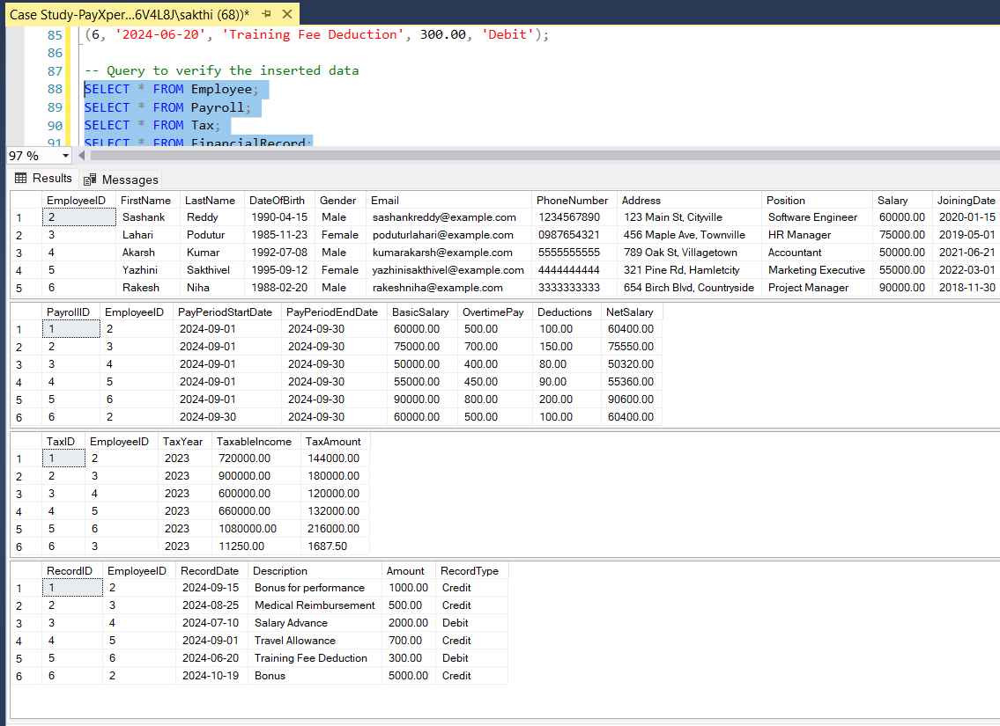 Case Study-PayXper...6V4L8J\sakthi (68))*
85 (6, '2024-06-20', 'Training Fee Deduction', 300.00, 'Debit');
86
87 -- Query to verify the inserted data
88 SELECT * FROM Employee;
89 SELECT * FROM Payroll;
90 SELECT * FROM Tax;
91 SELECT * FROM FinancialRecord;
97 %
Results Messages
EmployeeID FirstName LastName DateOfBirth Gender Email PhoneNumber Address Position Salary JoiningDate
1 2 Sashank Reddy 1990-04-15 Male sashankreddy@example.com 1234567890 123 Main St, Cityville Software Engineer 60000.00 2020-01-15
2 3 Lahari Podutur 1985-11-23 Female poduturlahari@example.com 0987654321 456 Maple Ave, Townville HR Manager 75000.00 2019-05-01
3 4 Akarsh Kumar 1992-07-08 Male kumarakarsh@example.com 5555555555 789 Oak St, Villagetown Accountant 50000.00 2021-06-21
4 5 Yazhini Sakthivel 1995-09-12 Female yazhinisakthivel@example.com 4444444444 321 Pine Rd, Hamletcity Marketing Executive 55000.00 2022-03-01
5 6 Rakesh Niha 1988-02-20 Male rakeshniha@example.com 3333333333 654 Birch Blvd, Countryside Project Manager 90000.00 2018-11-30
PayrollID EmployeeID PayPeriodStartDate PayPeriodEndDate BasicSalary OvertimePay Deductions NetSalary
1 1 2 2024-09-01 2024-09-30 60000.00 500.00 100.00 60400.00
2 2 3 2024-09-01 2024-09-30 75000.00 700.00 150.00 75550.00
3 3 4 2024-09-01 2024-09-30 50000.00 400.00 80.00 50320.00
4 4 5 2024-09-01 2024-09-30 55000.00 450.00 90.00 55360.00
5 5 6 2024-09-01 2024-09-30 90000.00 800.00 200.00 90600.00
6 6 2 2024-09-30 2024-09-30 60000.00 500.00 100.00 60400.00
TaxID EmployeeID TaxYear TaxableIncome TaxAmount
1 1 2 2023 720000.00 144000.00
2 2 3 2023 900000.00 180000.00
3 3 4 2023 600000.00 120000.00
4 4 5 2023 660000.00 132000.00
5 5 6 2023 1080000.00 216000.00
6 6 3 2023 11250.00 1687.50
RecordID EmployeeID RecordDate Description Amount RecordType
1 1 2 2024-09-15 Bonus for performance 1000.00 Credit
2 2 3 2024-08-25 Medical Reimbursement 500.00 Credit
3 3 4 2024-07-10 Salary Advance 2000.00 Debit
4 4 5 2024-09-01 Travel Allowance 700.00 Credit
5 5 6 2024-06-20 Training Fee Deduction 300.00 Debit
6 6 2 2024-10-19 Bonus 5000.00 Credit